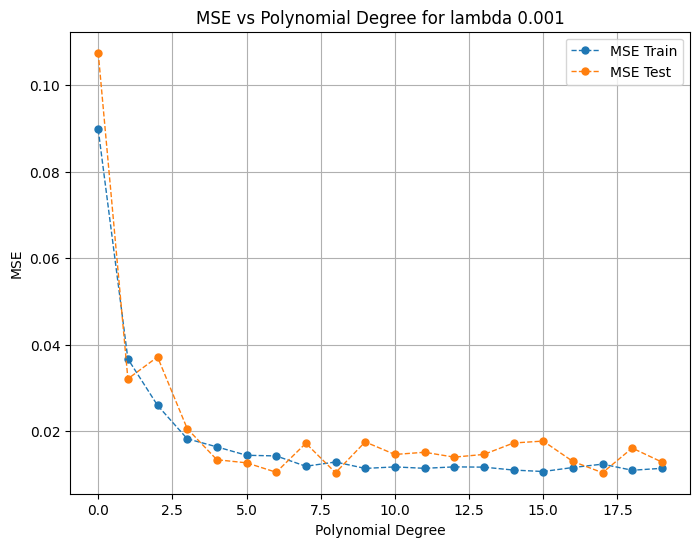 MSE vs Polynomial Degree for lambda 0.001
MSE Train
MSE Test
0.10
0.08
0.06
0.04
0.02
MSE
0.0 2.5 5.0 7.5 10.0 12.5 15.0 17.5
Polynomial Degree